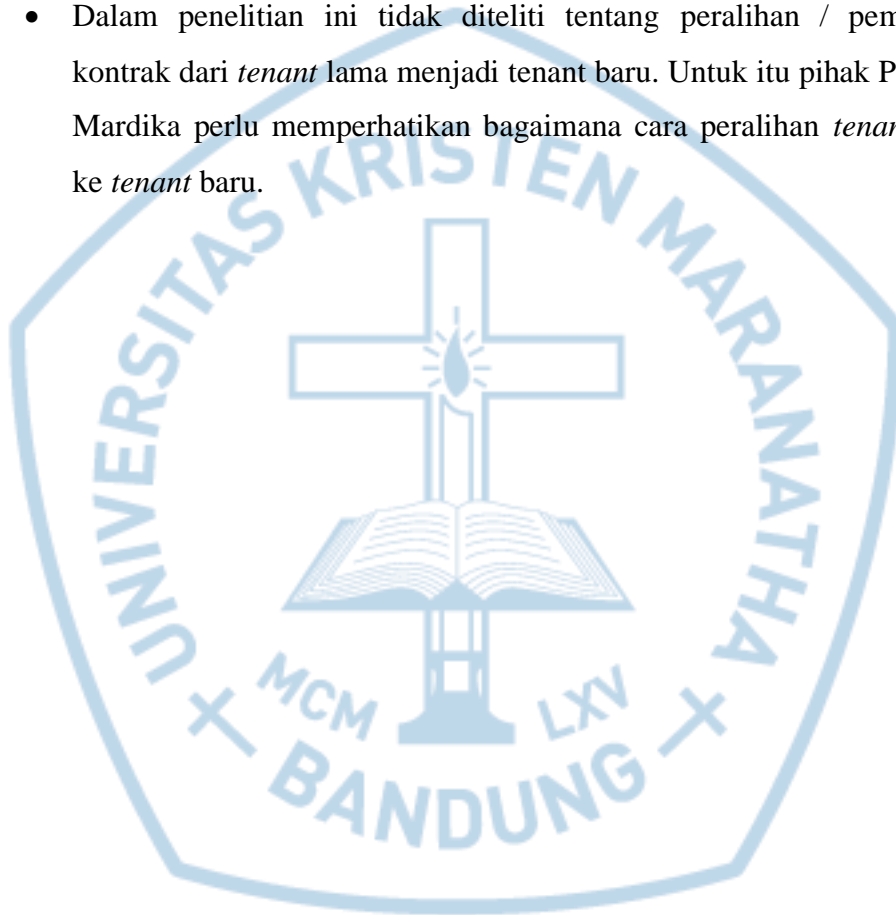 • Dalam penelitian ini tidak diteliti tentang peralihan / pem
kontrak dari tenant lama menjadi tenant baru. Untuk itu pihak P
Mardika perlu memperhatikan bagaimana cara peralihan tenan
ke tenant baru.
UNIVERSITAS KRISTEN MARANATHA
MCM LXV
BANDUNG